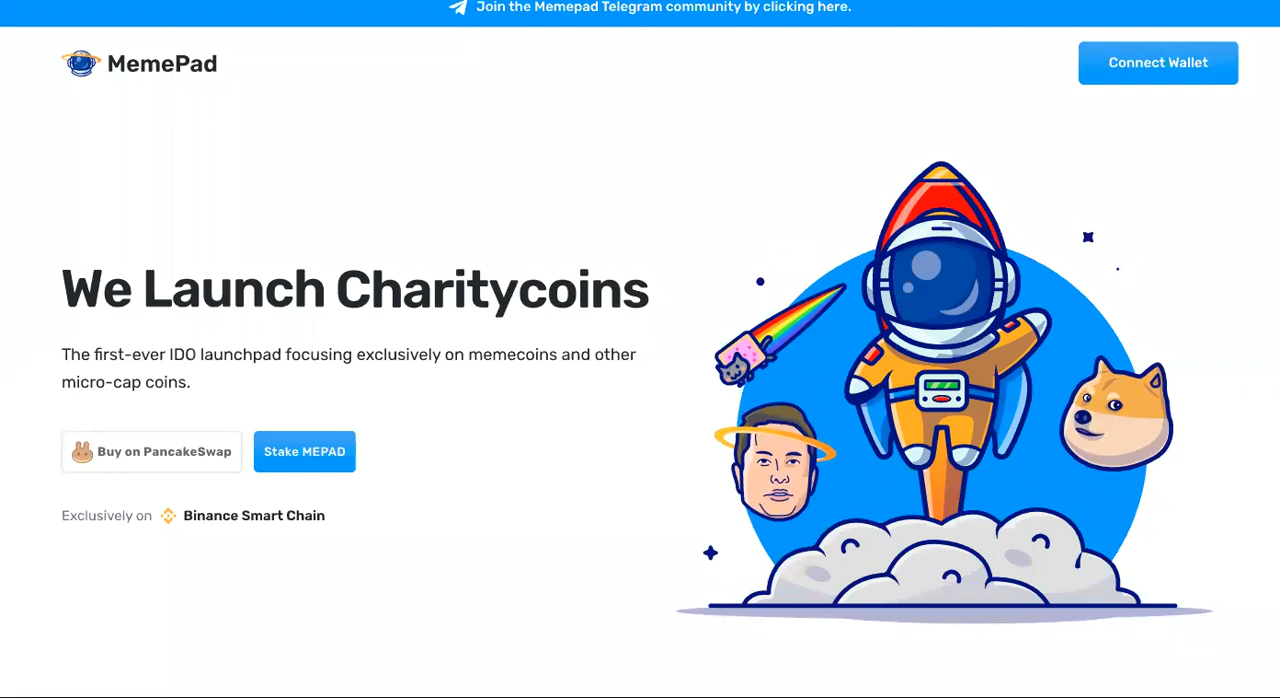 Join the Memepad Telegram community by clicking here.
MemePad
Connect Wallet
We Launch Charitycoins
The first-ever IDO launchpad focusing exclusively on memecoins and other
micro-cap coins.
Buy on PancakeSwap
Stake MEPAD
Exclusively on Binance Smart Chain